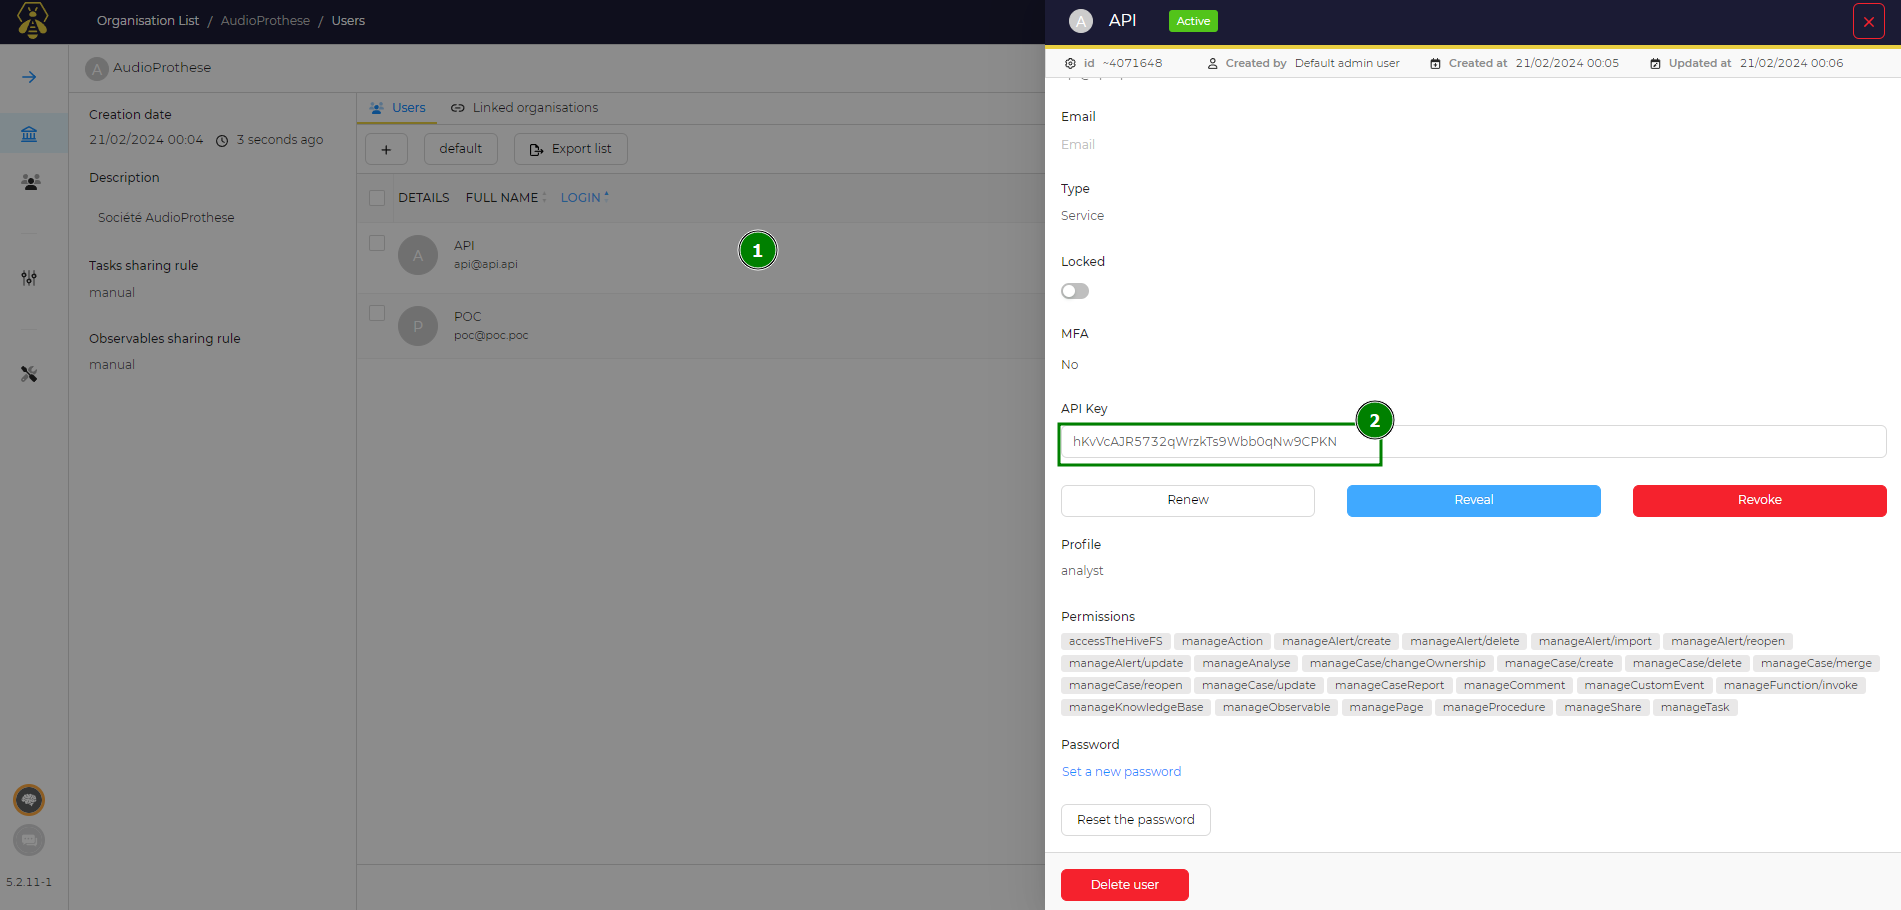 Organisation List / AudioProthese / Users
A API Active
id ~4071648 Created by Default admin user Created at 21/02/2024 00:05 Updated at 21/02/2024 00:06
A AudioProthese
Creation date
21/02/2024 00:04 3 seconds ago
Description
Société AudioProthese
Tasks sharing rule
manual
Observables sharing rule
manual
5.2.11-1
Users Linked organisations
+ default Export list
DETAILS FULL NAME LOGIN
A API
api@api.api
1
P POC
poc@poc.poc
Email
Email
Type
Service
Locked
MFA
No
API Key
2
hKvVcAJR5732qWrzkTs9Wbb0qNw9CPKN
Renew Reveal Revoke
Profile
analyst
Permissions
accessTheHiveFS manageAction manageAlert/create manageAlert/delete manageAlert/import manageAlert/reopen
manageAlert/update manageAnalyse manageCase/changeOwnership manageCase/create manageCase/delete manageCase/merge
manageCase/reopen manageCase/update manageCaseReport manageComment manageCustomEvent manageFunction/invoke
manageKnowledgeBase manageObservable managePage manageProcedure manageShare manageTask
Password
Set a new password
Reset the password
Delete user